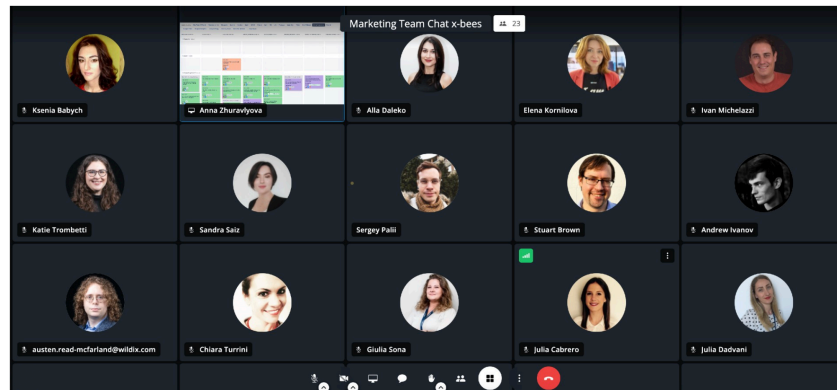 Marketing Team Chat x-bees 23
Ksenia Babych
Anna Zhuravlyova
Alla Daleko
Elena Kornilova
Ivan Michelazzi
Katie Trombetti
Sandra Saiz
Sergey Palii
Stuart Brown
Andrew Ivanov
austen.read-mcfarland@wildix.com
Chiara Turrini
Giulia Sona
Julia Cabrero
Julia Dadvani